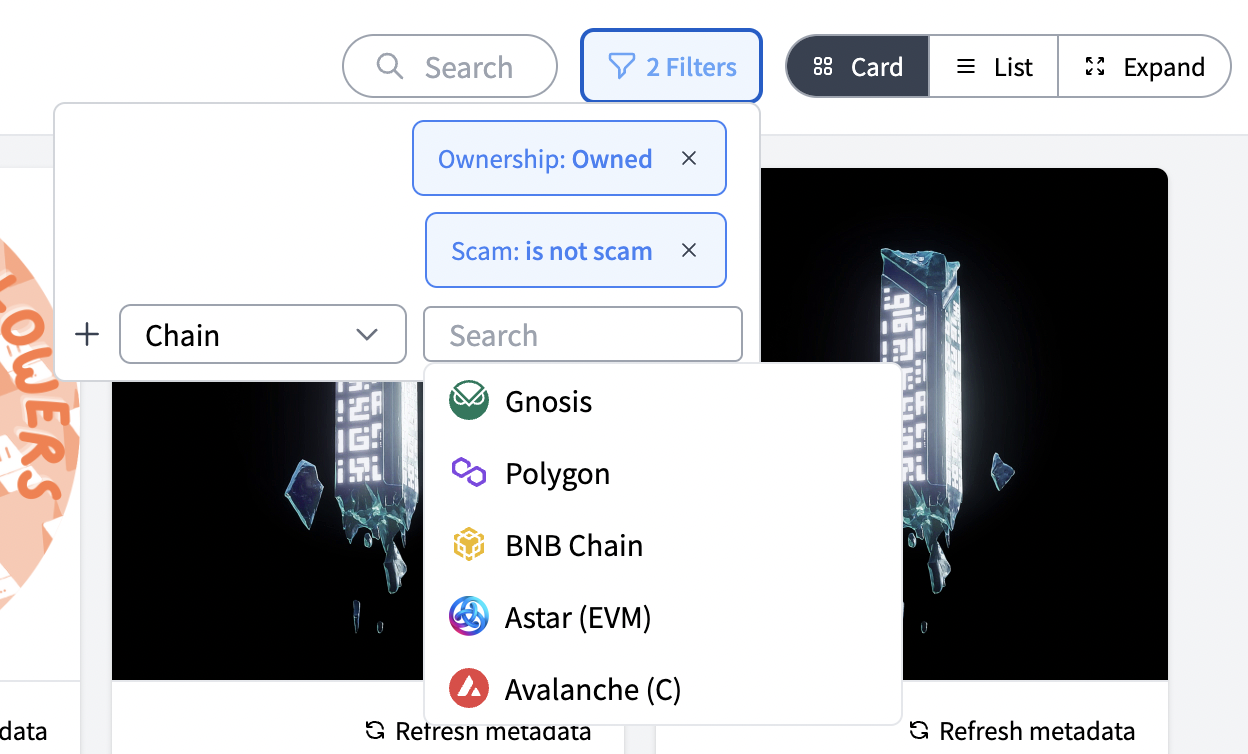 Search
2 Filters
Card
List
Expand
Ownership: Owned
Scam: is not scam
Chain
Search
Gnosis
Polygon
BNB Chain
Astar (EVM)
Avalanche (C)
LOWERS
data
Refresh metadata
Refresh metadata